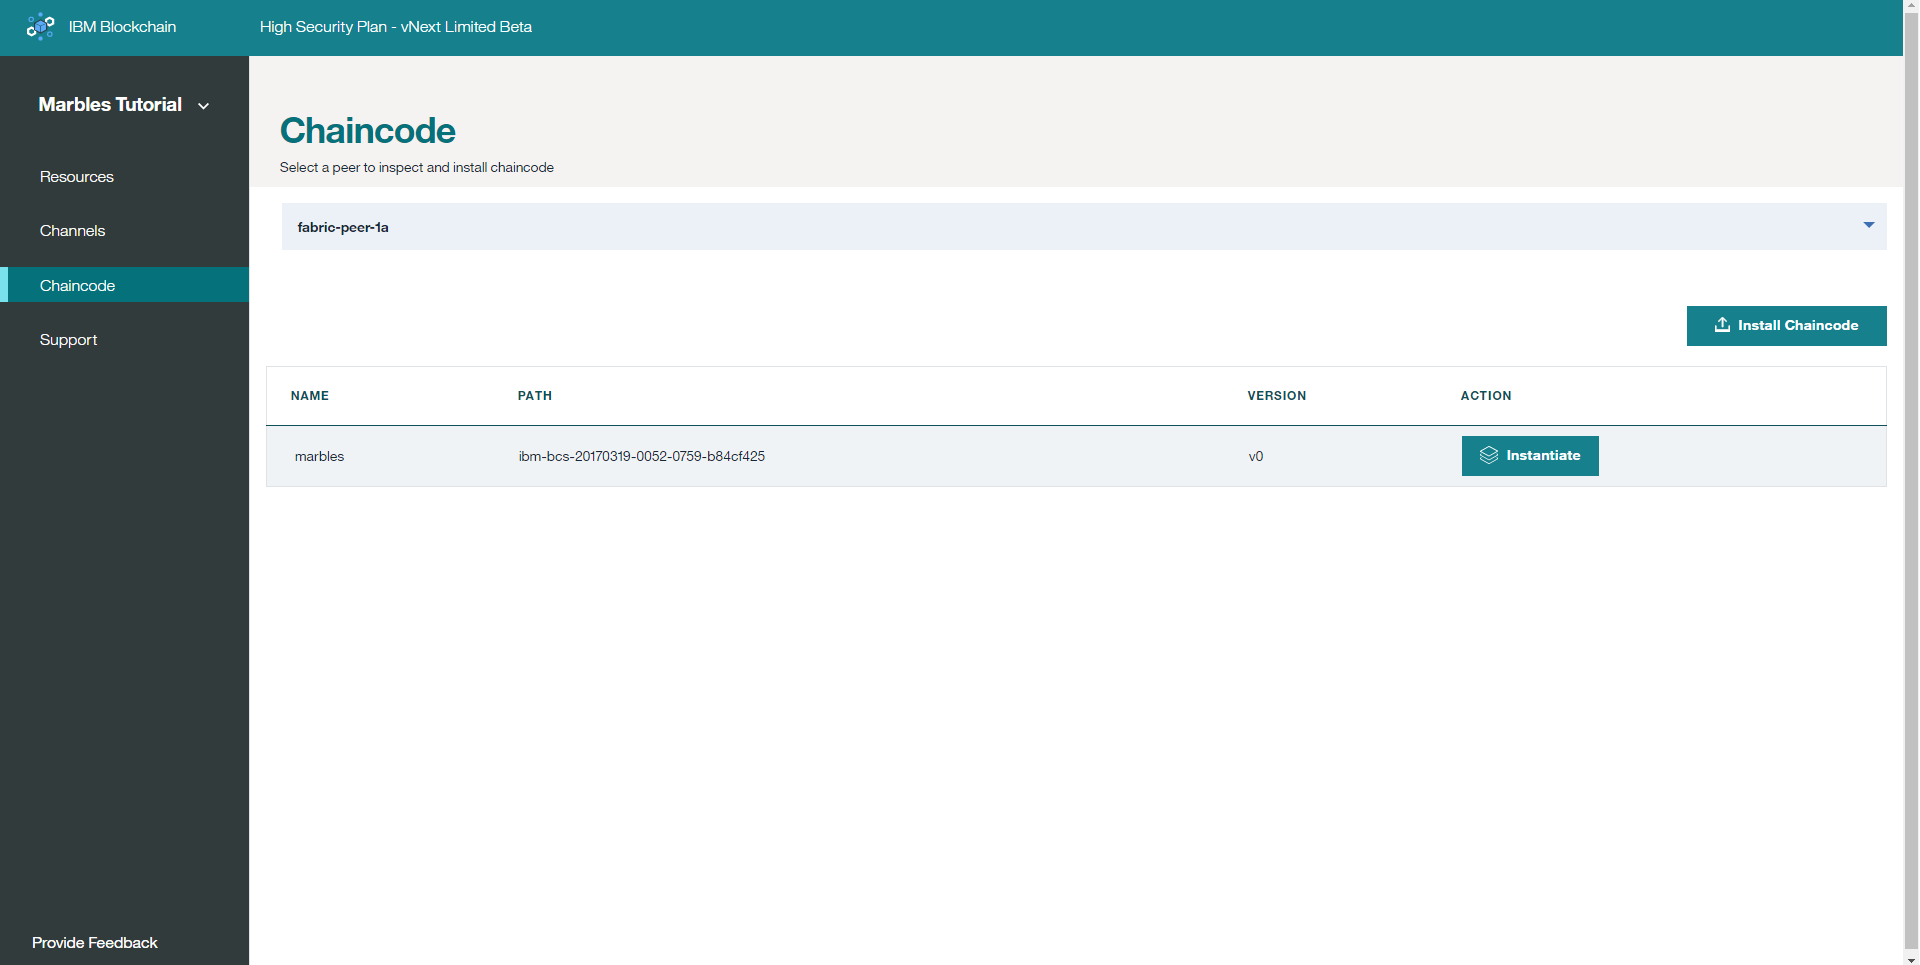 IBM Blockchain
High Security Plan - vNext Limited Beta
Marbles Tutorial
Resources
Channels
Chaincode
Support
Provide Feedback
Chaincode
Select a peer to inspect and install chaincode
fabric-peer-1a
Install Chaincode
NAME PATH VERSION ACTION
marbles ibm-bcs-20170319-0052-0759-b84cf425 v0 Instantiate